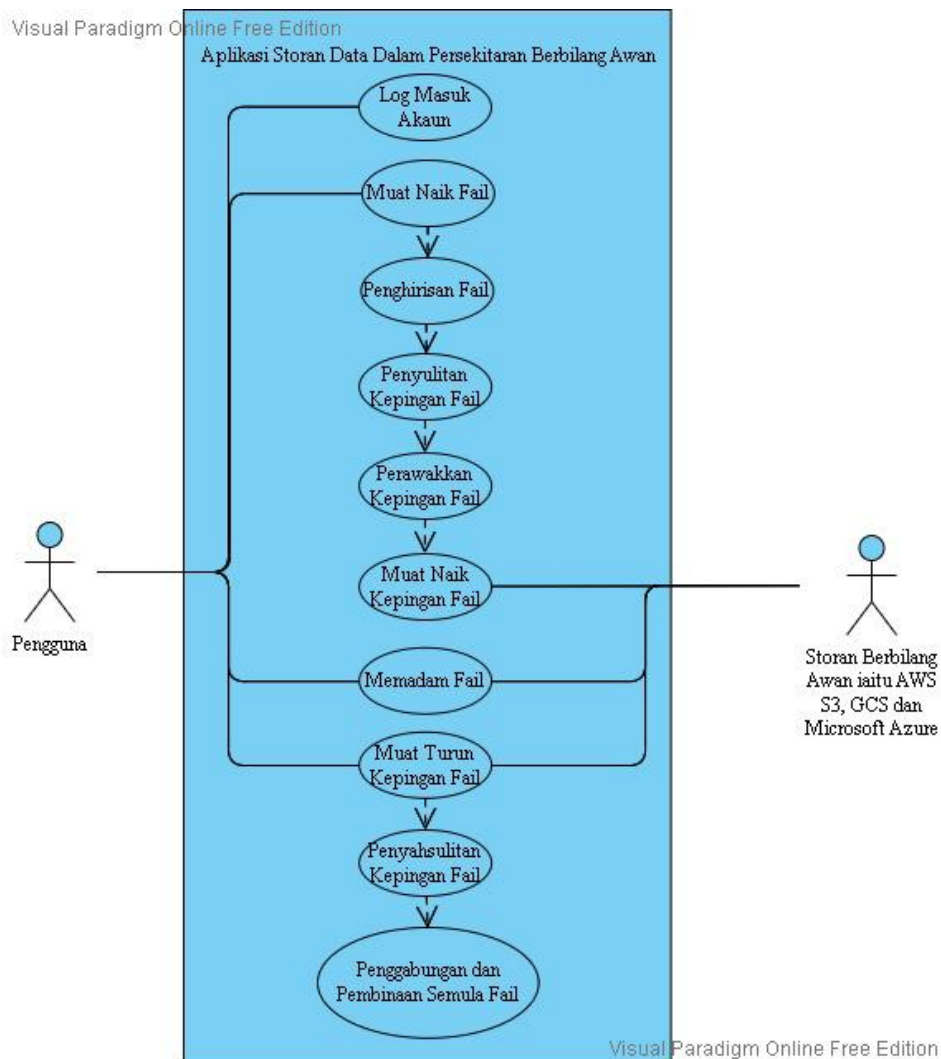 Visual Paradigm Online Free Edition
Aplikasi Storan Data Dalam Persekitaran Berbilang Awan
Log Masuk
Akaun
Muat Naik Fail
Penghirisan Fail
Penyulitan
Kepingan Fail
Perawakkan
Kepingan Fail
Muat Naik
Kepingan Fail
Pengguna
Storan Berbilang
Awan iaitu AWS
S3, GCS dan
Microsoft Azure
Memadam Fail
Muat Turun
Kepingan Fail
Penyahsulitan
Kepingan Fail
Penggabungan dan
Pembinaan Semula Fail
Visual Paradigm Online Free Edition